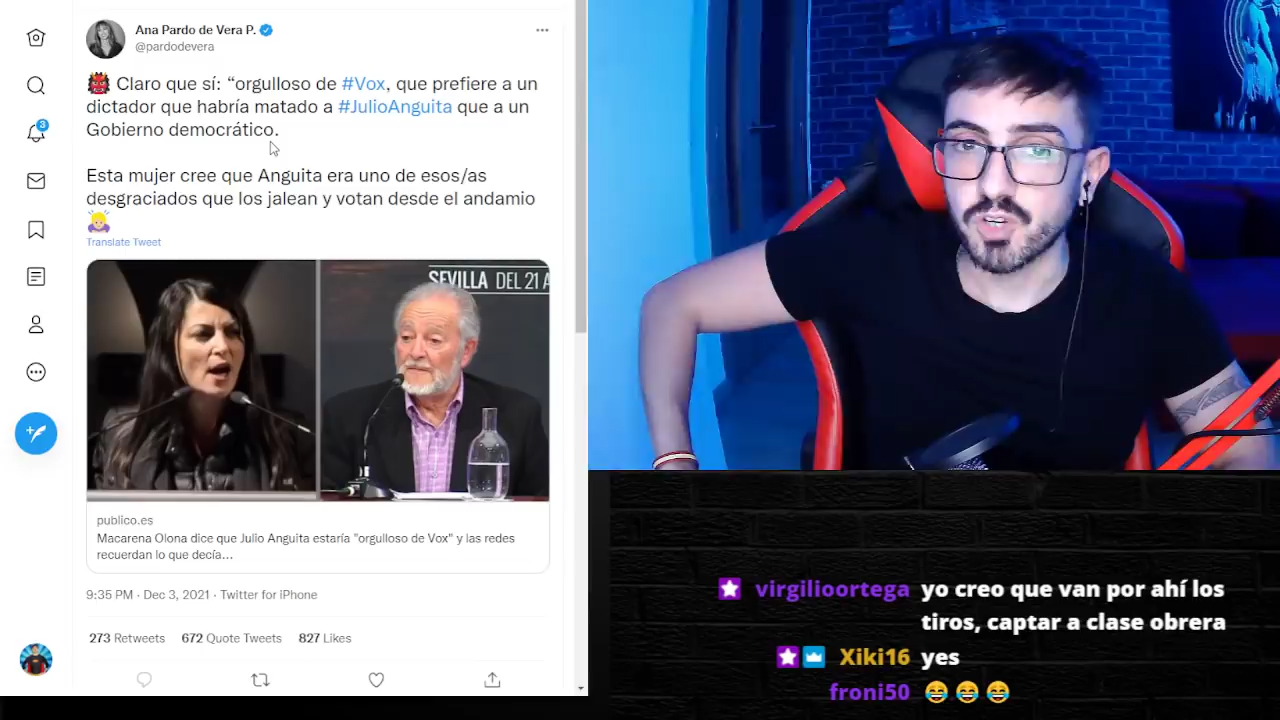 Ana Pardo de Vera P.
@pardodevera
👹 Claro que sí: “orgulloso de #Vox, que prefiere a un
dictador que habría matado a #JulioAnguita que a un
Gobierno democrático.
Esta mujer cree que Anguita era uno de esos/as
desgraciados que los jalean y votan desde el andamio
Translate Tweet
SEVILLA DEL 21 A
publico.es
Macarena Olona dice que Julio Anguita estaría "orgulloso de Vox" y las redes
recuerdan lo que decía...
9:35 PM · Dec 3, 2021 · Twitter for iPhone
273 Retweets 672 Quote Tweets 827 Likes
3
virgilioortega yo creo que van por ahí los
tiros, captar a clase obrera
Xiki16 yes
froni50 😂 😂 😂